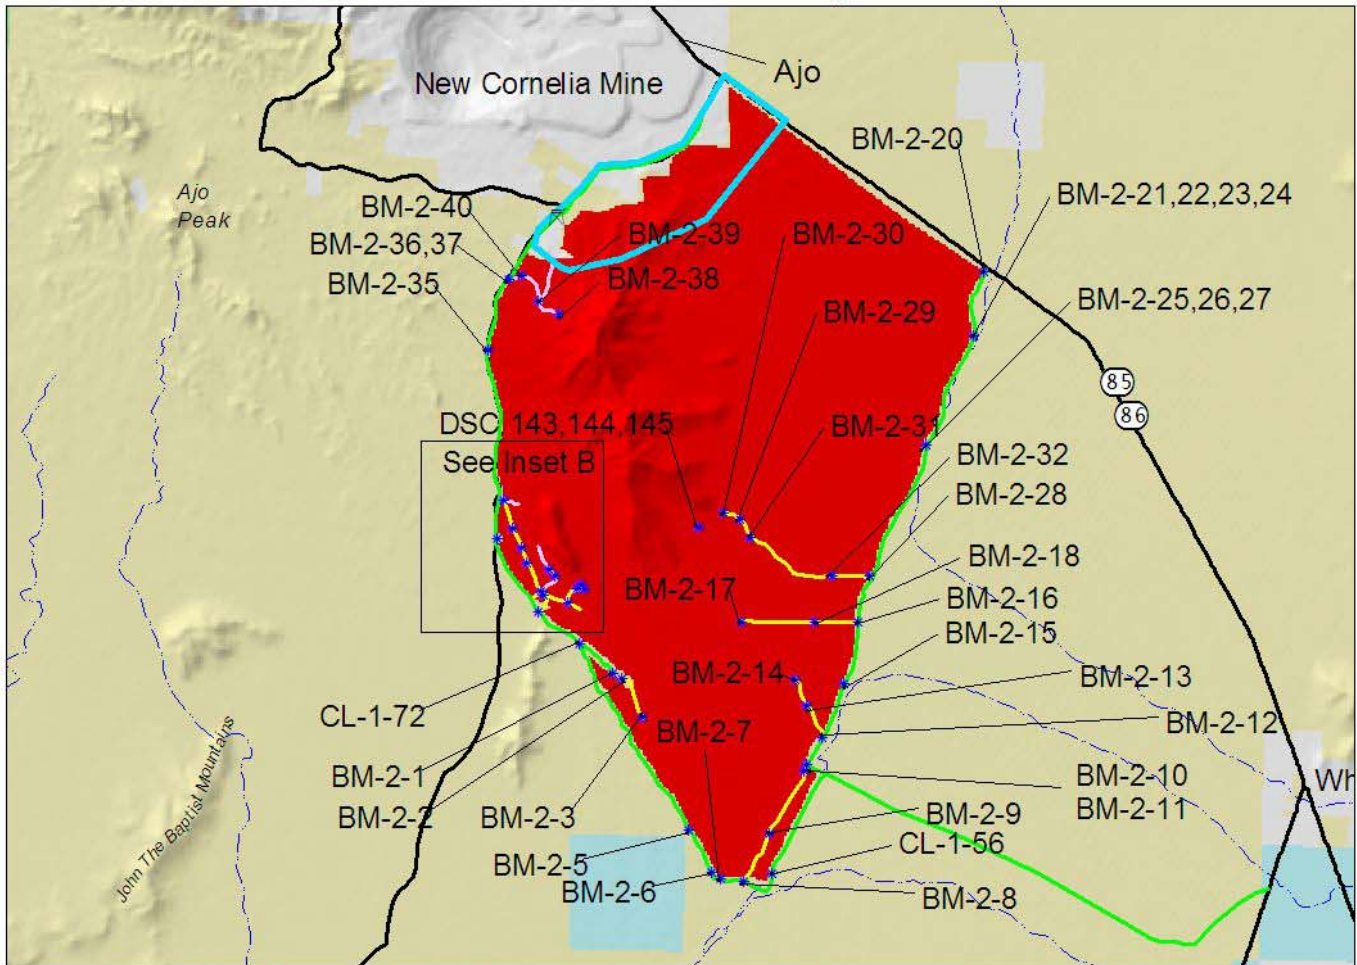 New Cornelia Mine
Ajo
BM-2-20
Ajo
Peak
BM-2-40
BM-2-21,22,23,24
BM-2-36,37
BM-2-39
BM-2-30
BM-2-35
BM-2-38
BM-2-25,26,27
BM-2-29
85
86
DSC 143,144,145
BM-2-31
See Inset B
BM-2-32
BM-2-28
BM-2-18
BM-2-17
BM-2-16
BM-2-15
BM-2-14
BM-2-13
CL-1-72
BM-2-12
BM-2-7
BM-2-1
BM-2-10
Wh
BM-2-2
BM-2-3
BM-2-9
BM-2-11
John The Baptist Mountains
CL-1-56
BM-2-5
BM-2-6
BM-2-8